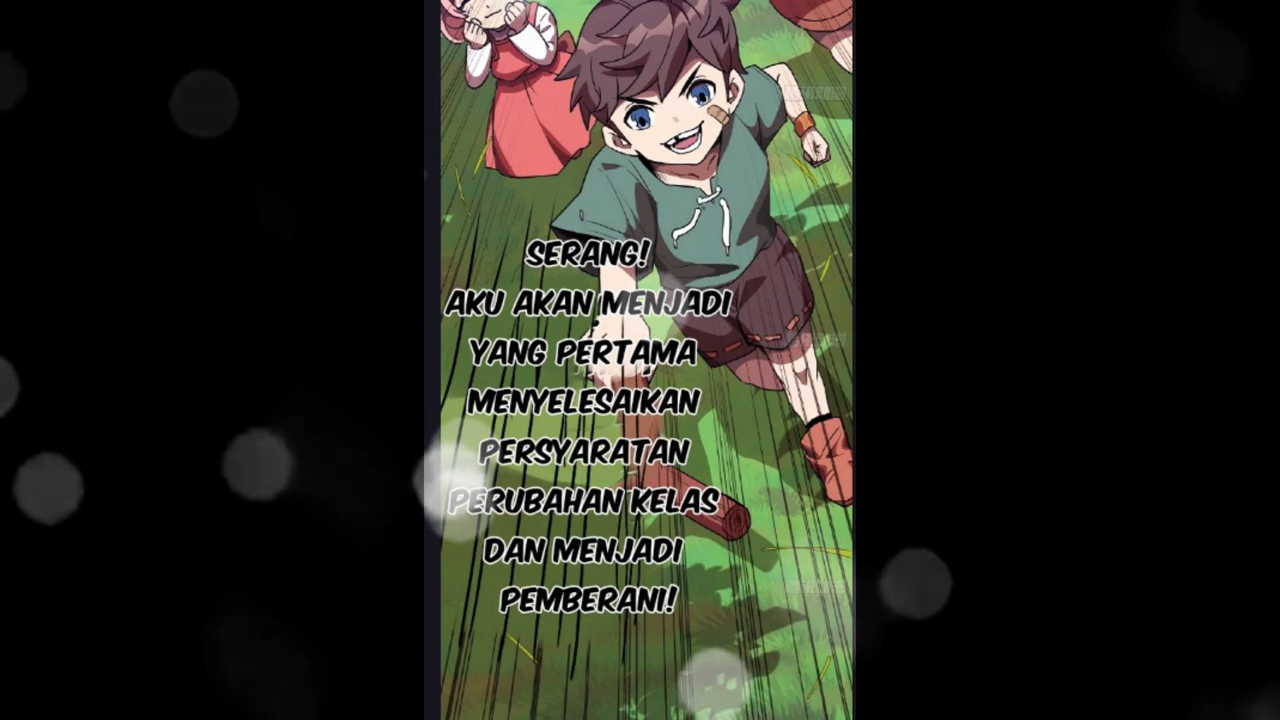 SERANG!
AKU AKAN MENJADI
YANG PERTAMA
MENYELESAIKAN
PERSYARATAN
PERUBAHAN KELAS
DAN MENJADI
PEMBERANI!